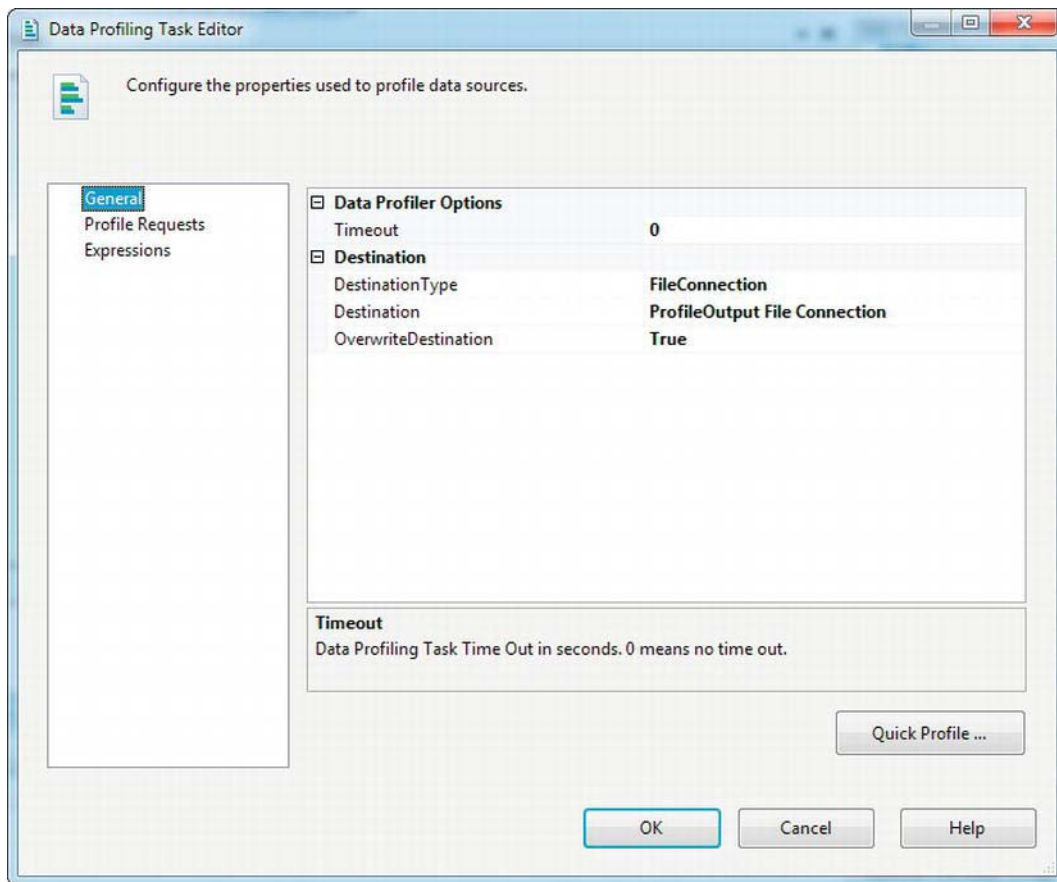 Data Profiling Task Editor
Configure the properties used to profile data sources.
General
Profile Requests
Expressions
Data Profiler Options
Timeout 0
Destination
DestinationType FileConnection
Destination ProfileOutput File Connection
OverwriteDestination True
Timeout
Data Profiling Task Time Out in seconds. 0 means no time out.
Quick Profile ...
OK Cancel Help